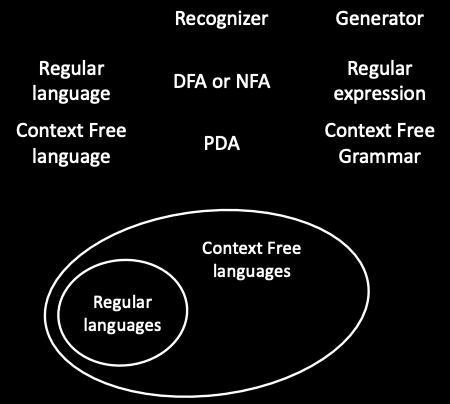 Recognizer Generator
Regular language DFA or NFA Regular expression
Context Free language PDA Context Free Grammar
Context Free
languages
Regular
languages